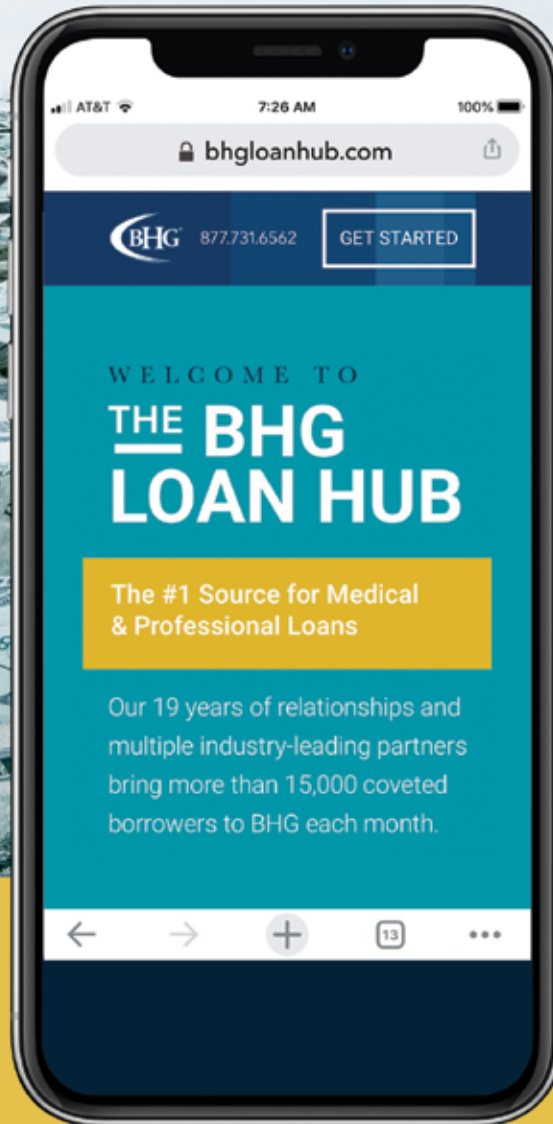 AT&T 7:26 AM 100%
bhgloanhub.com
BHG 877.731.6562 GET STARTED
WELCOME TO
THE BHG
LOAN HUB
The #1 Source for Medical
& Professional Loans
Our 19 years of relationships and
multiple industry-leading partners
bring more than 15,000 coveted
borrowers to BHG each month.
13